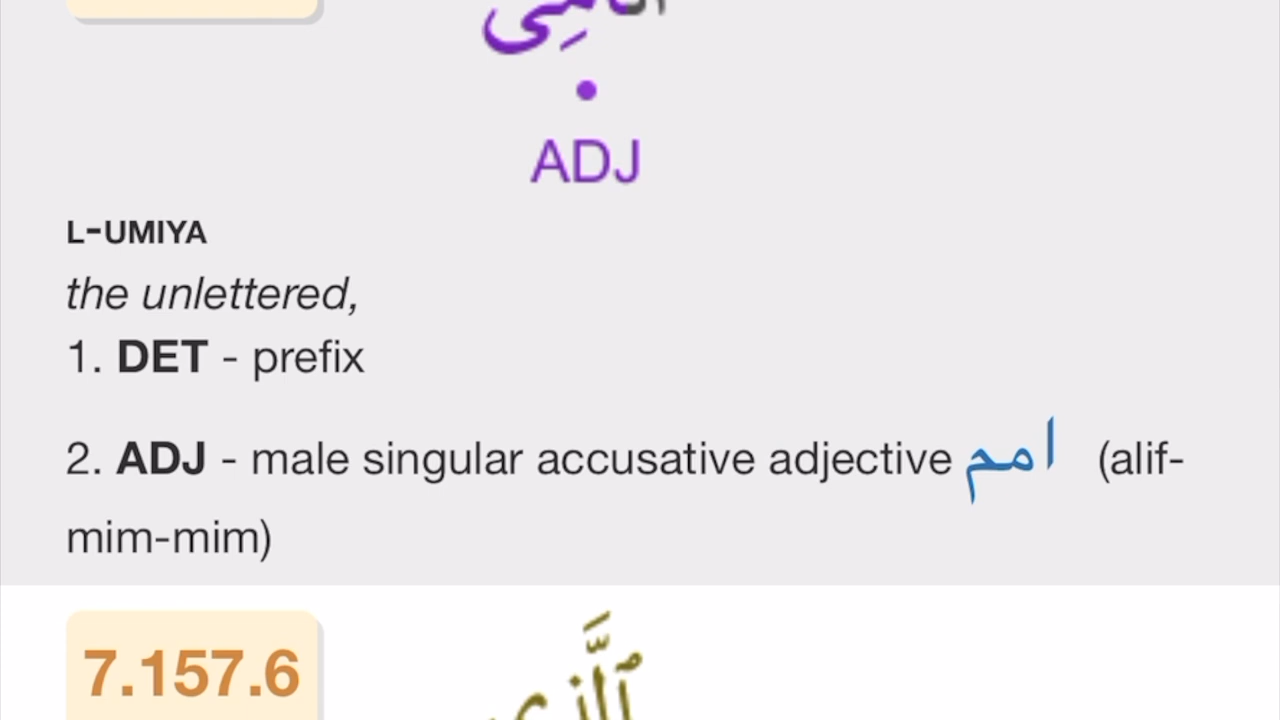 ADJ
L-UMIYA
the unlettered,
1. DET - prefix
2. ADJ - male singular accusative adjective امم (alif-
mim-mim)
7.157.6